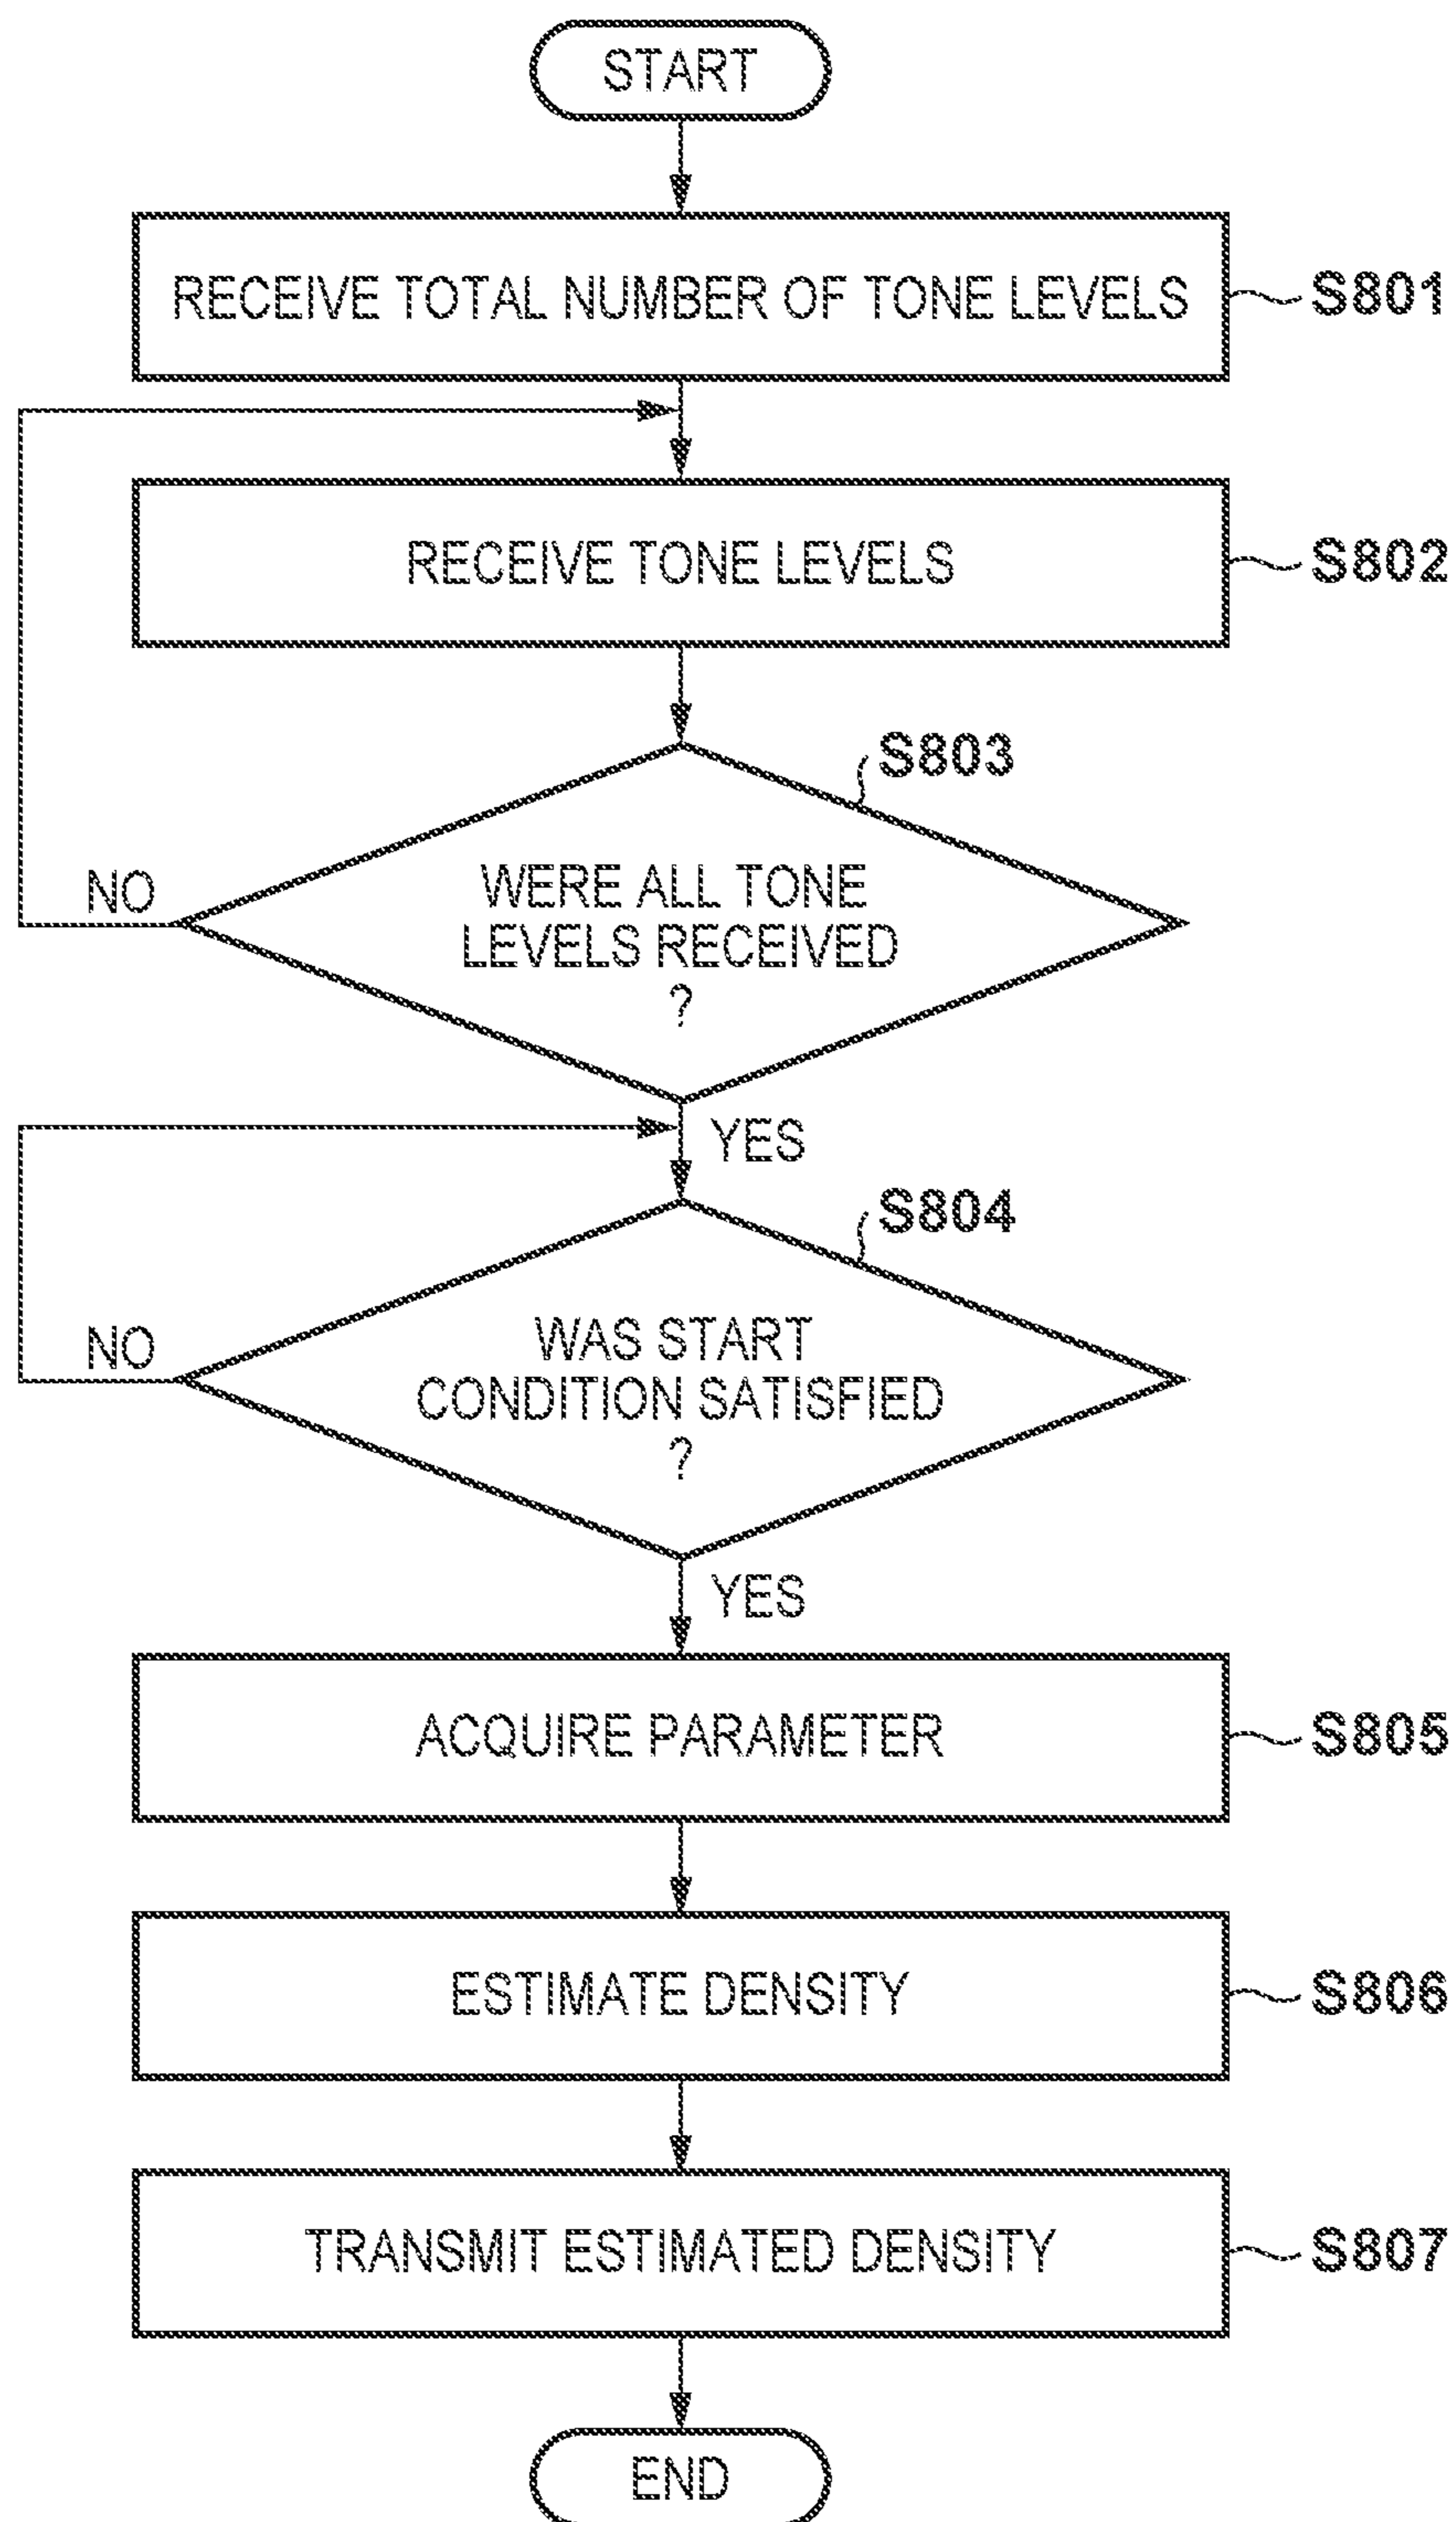 START
RECEIVE TOTAL NUMBER OF TONE LEVELS
S801
RECEIVE TONE LEVELS
S802
S803
WERE ALL TONE
LEVELS RECEIVED
?
NO
YES
S804
WAS START
CONDITION SATISFIED
?
NO
YES
ACQUIRE PARAMETER
S805
ESTIMATE DENSITY
S806
TRANSMIT ESTIMATED DENSITY
S807
END